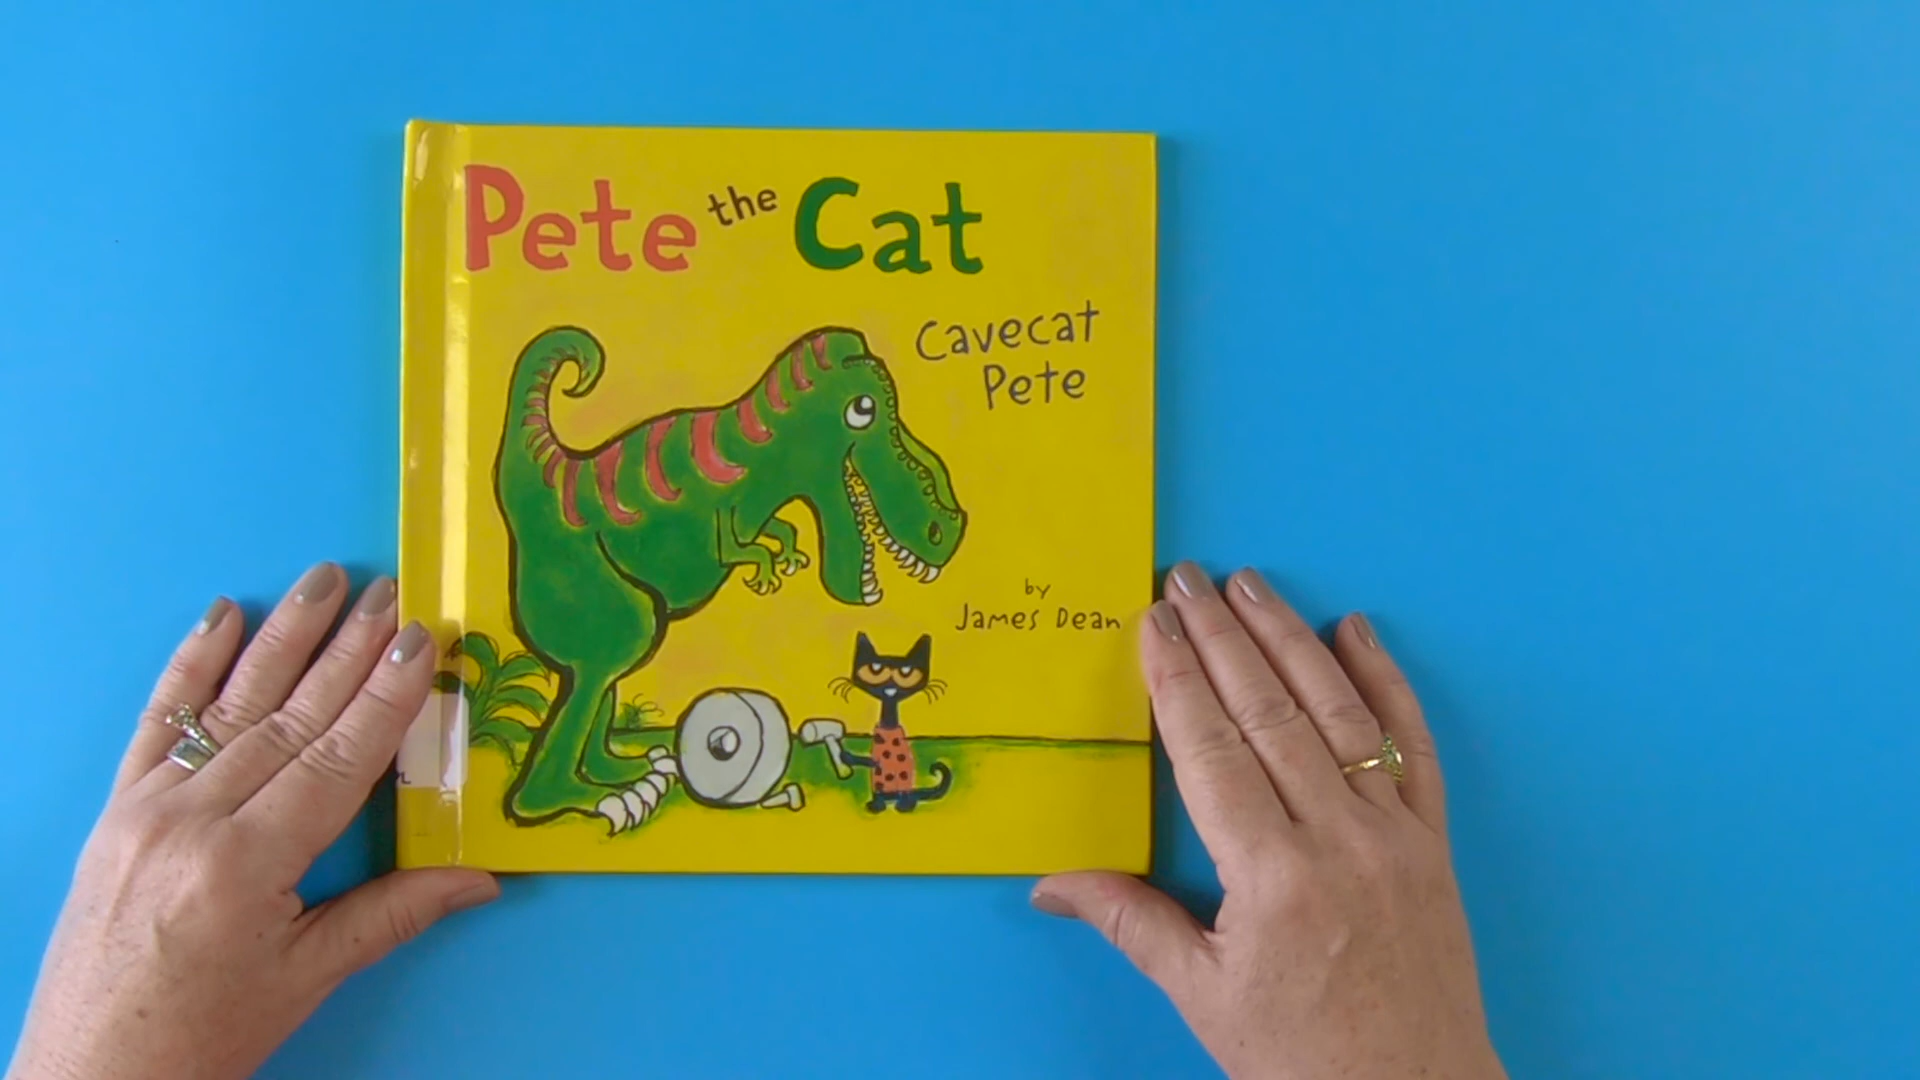 Pete the Cat
Cavecat
Pete
by
James Dean